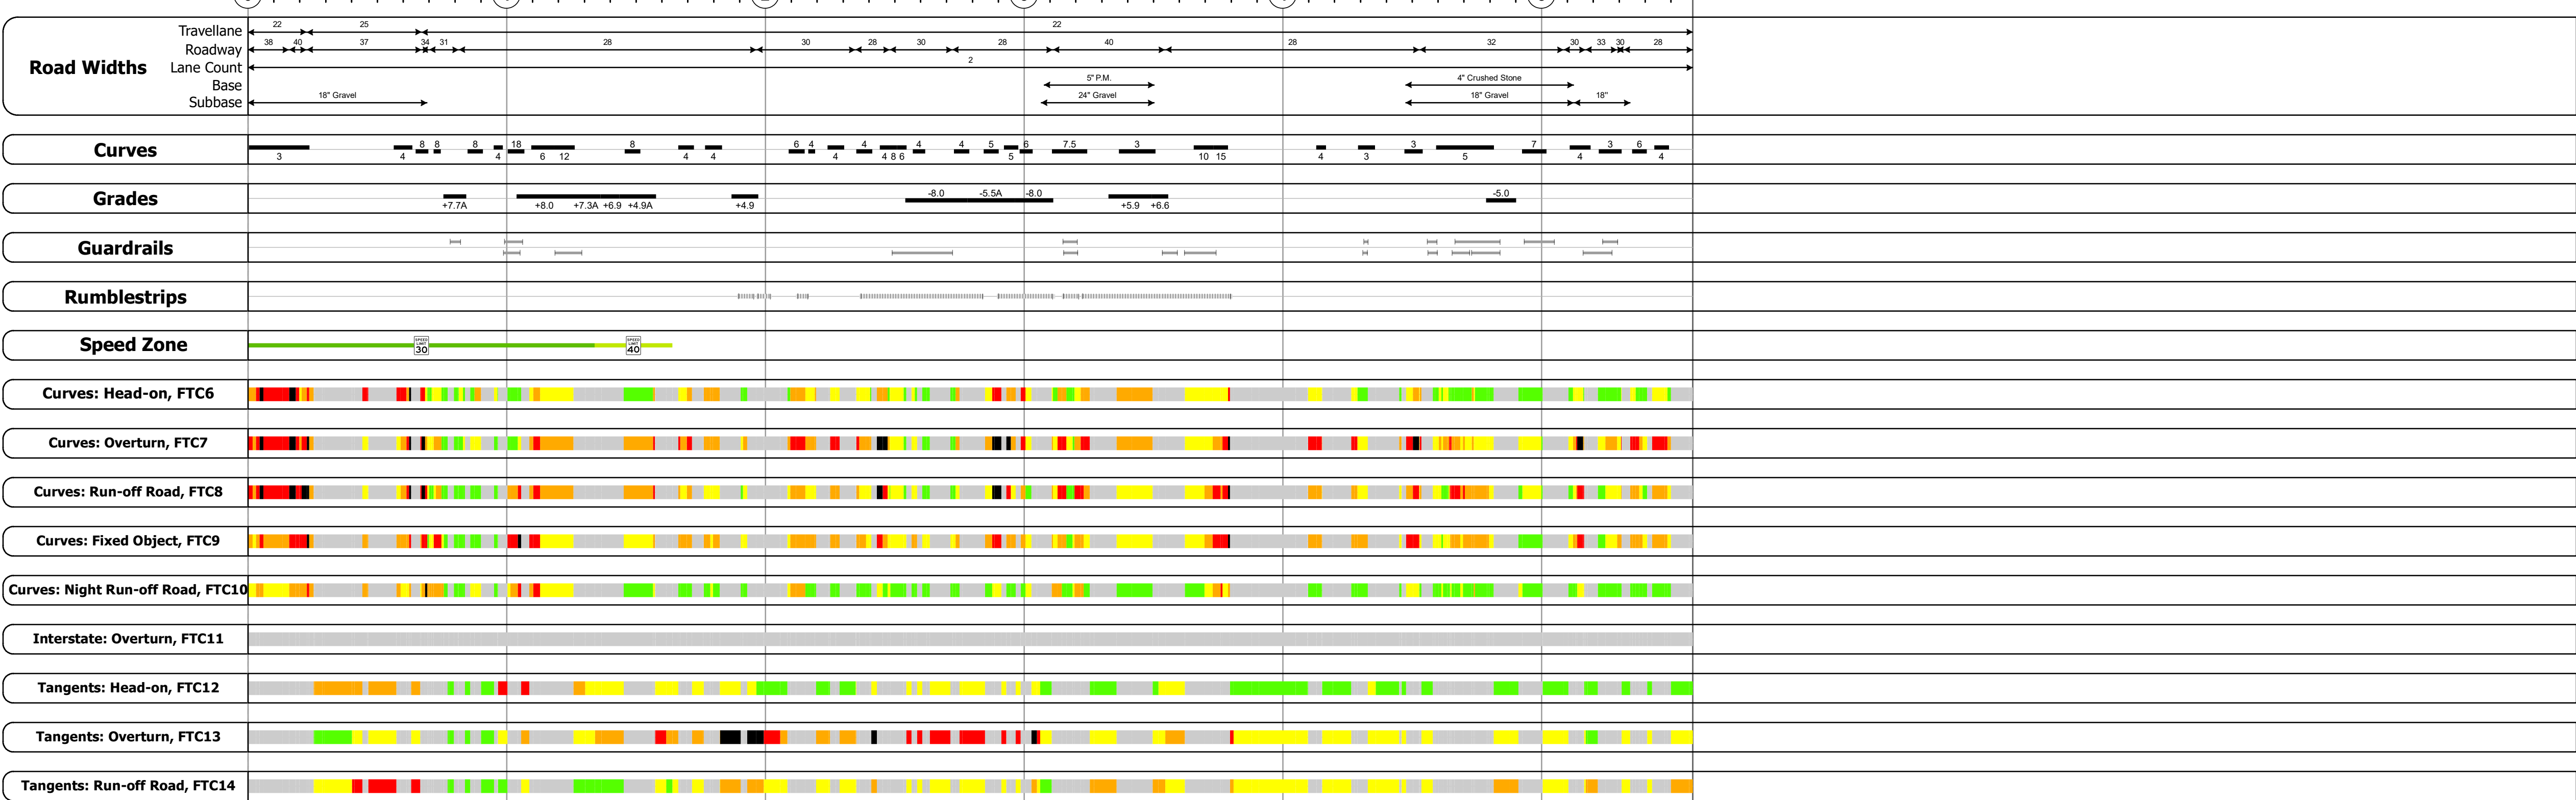 22 25 22
Travellane
38 40 37 34 31 28 30 28 30 28 40 28 32 30 33 30 28
Roadway
2
Road Widths
Lane Count
5" P.M. 4" Crushed Stone
Base
18" Gravel 24" Gravel 18" Gravel 18"
Subbase
8 8 8 18 8 6 4 4 4 4 5 6 7.5 3 3 7 3 6
Curves
3 4 4 6 12 4 4 4 4 8 6 5 10 15 4 3 5 4 4
-8.0 -5.5A -8.0 -5.0
Grades
+7.7A +8.0 +7.3A +6.9 +4.9A +4.9 +5.9 +6.6
Guardrails
Rumblestrips
Speed Zone
SPEED LIMIT 30 SPEED LIMIT 40
Curves: Head-on, FTC6
Curves: Overturn, FTC7
Curves: Run-off Road, FTC8
Curves: Fixed Object, FTC9
Curves: Night Run-off Road, FTC10
Interstate: Overturn, FTC11
Tangents: Head-on, FTC12
Tangents: Overturn, FTC13
Tangents: Run-off Road, FTC14